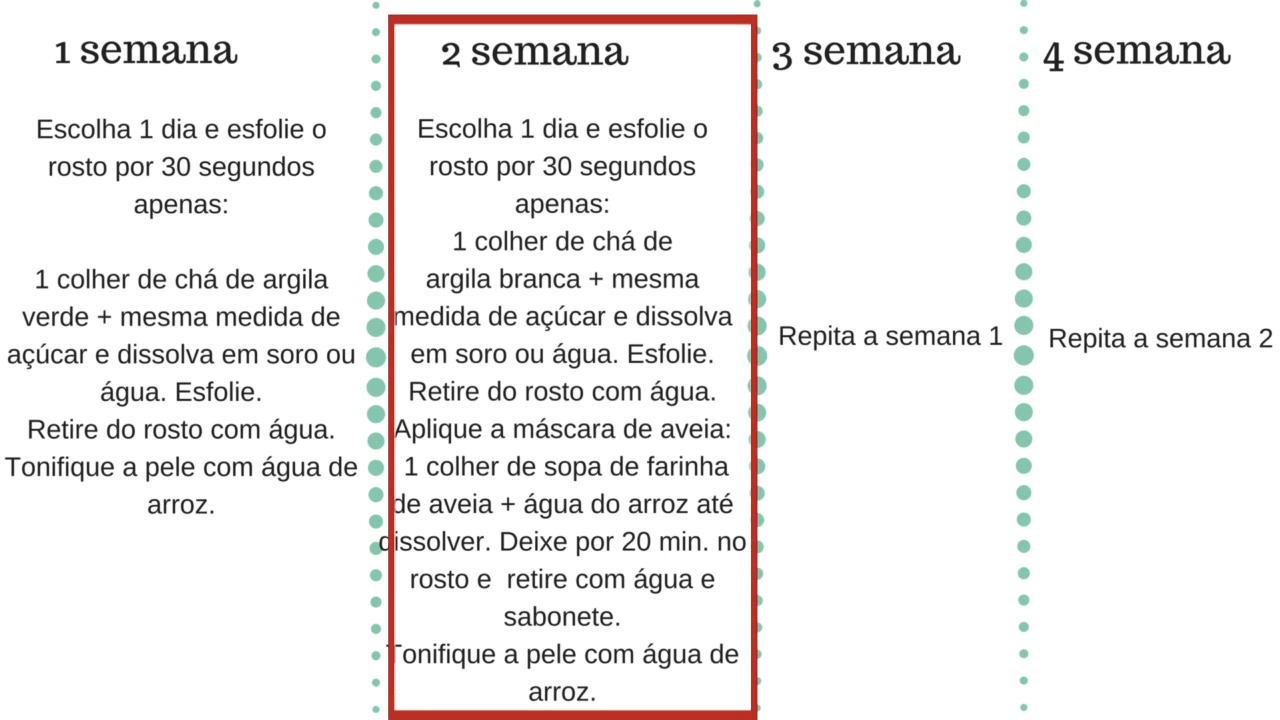 1 semana
Escolha 1 dia e esfolie o
rosto por 30 segundos
apenas:
1 colher de chá de argila
verde + mesma medida de
açúcar e dissolva em soro ou
água. Esfolie.
Retire do rosto com água.
Tonifique a pele com água de
arroz.
2 semana
Escolha 1 dia e esfolie o
rosto por 30 segundos
apenas:
1 colher de chá de
argila branca + mesma
medida de açúcar e dissolva
em soro ou água. Esfolie.
Retire do rosto com água.
Aplique a máscara de aveia:
1 colher de sopa de farinha
de aveia + água do arroz até
dissolver. Deixe por 20 min. no
rosto e  retire com água e
sabonete.
Tonifique a pele com água de
arroz.
3 semana
Repita a semana 1
4 semana
Repita a semana 2